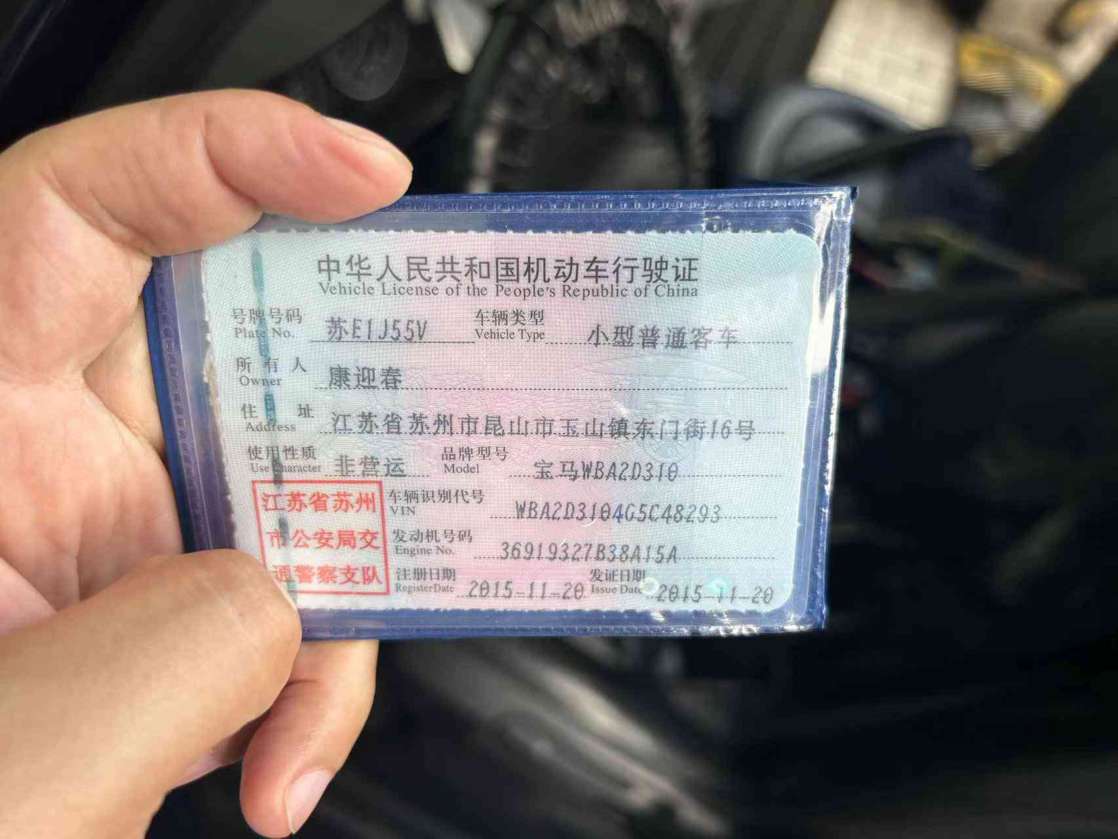 中华人民共和国机动车行驶证
Vehicle License of the People's Republic of China
号牌号码 苏E1J55V 车辆类型 小型普通客车
Plate No. Vehicle Type
所有人 康迎春
Owner
住址 江苏省苏州市昆山市玉山镇东门街16号
Address
使用性质 非营运 品牌型号 宝马WBA2D310
Use Character Model
江苏省苏州
市公安局交
通警察支队
车辆识别代号 WBA2D3104G5C48293
VIN
发动机号码 36919327B38A15A
Engine No.
注册日期 2015-11-20 发证日期 2015-11-20
RegisterDate Issue Date